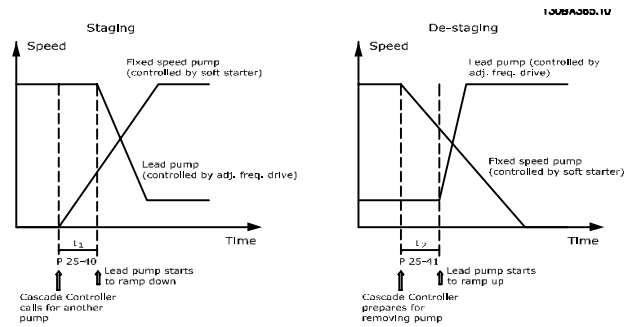 130BA365.10
Staging
Speed
Fixed speed pump
(controlled by soft starter)
Lead pump
(controlled by adj. freq. drive)
Time
t1
P 25-40
Lead pump starts
to ramp down
Cascade Controller
calls for another
pump
De-staging
Speed
Lead pump (controlled by
adj. freq. drive)
Fixed speed pump
(controlled by soft starter)
Time
t2
P 25-41
Lead pump starts
to ramp up
Cascade Controller
prepares for
removing pump